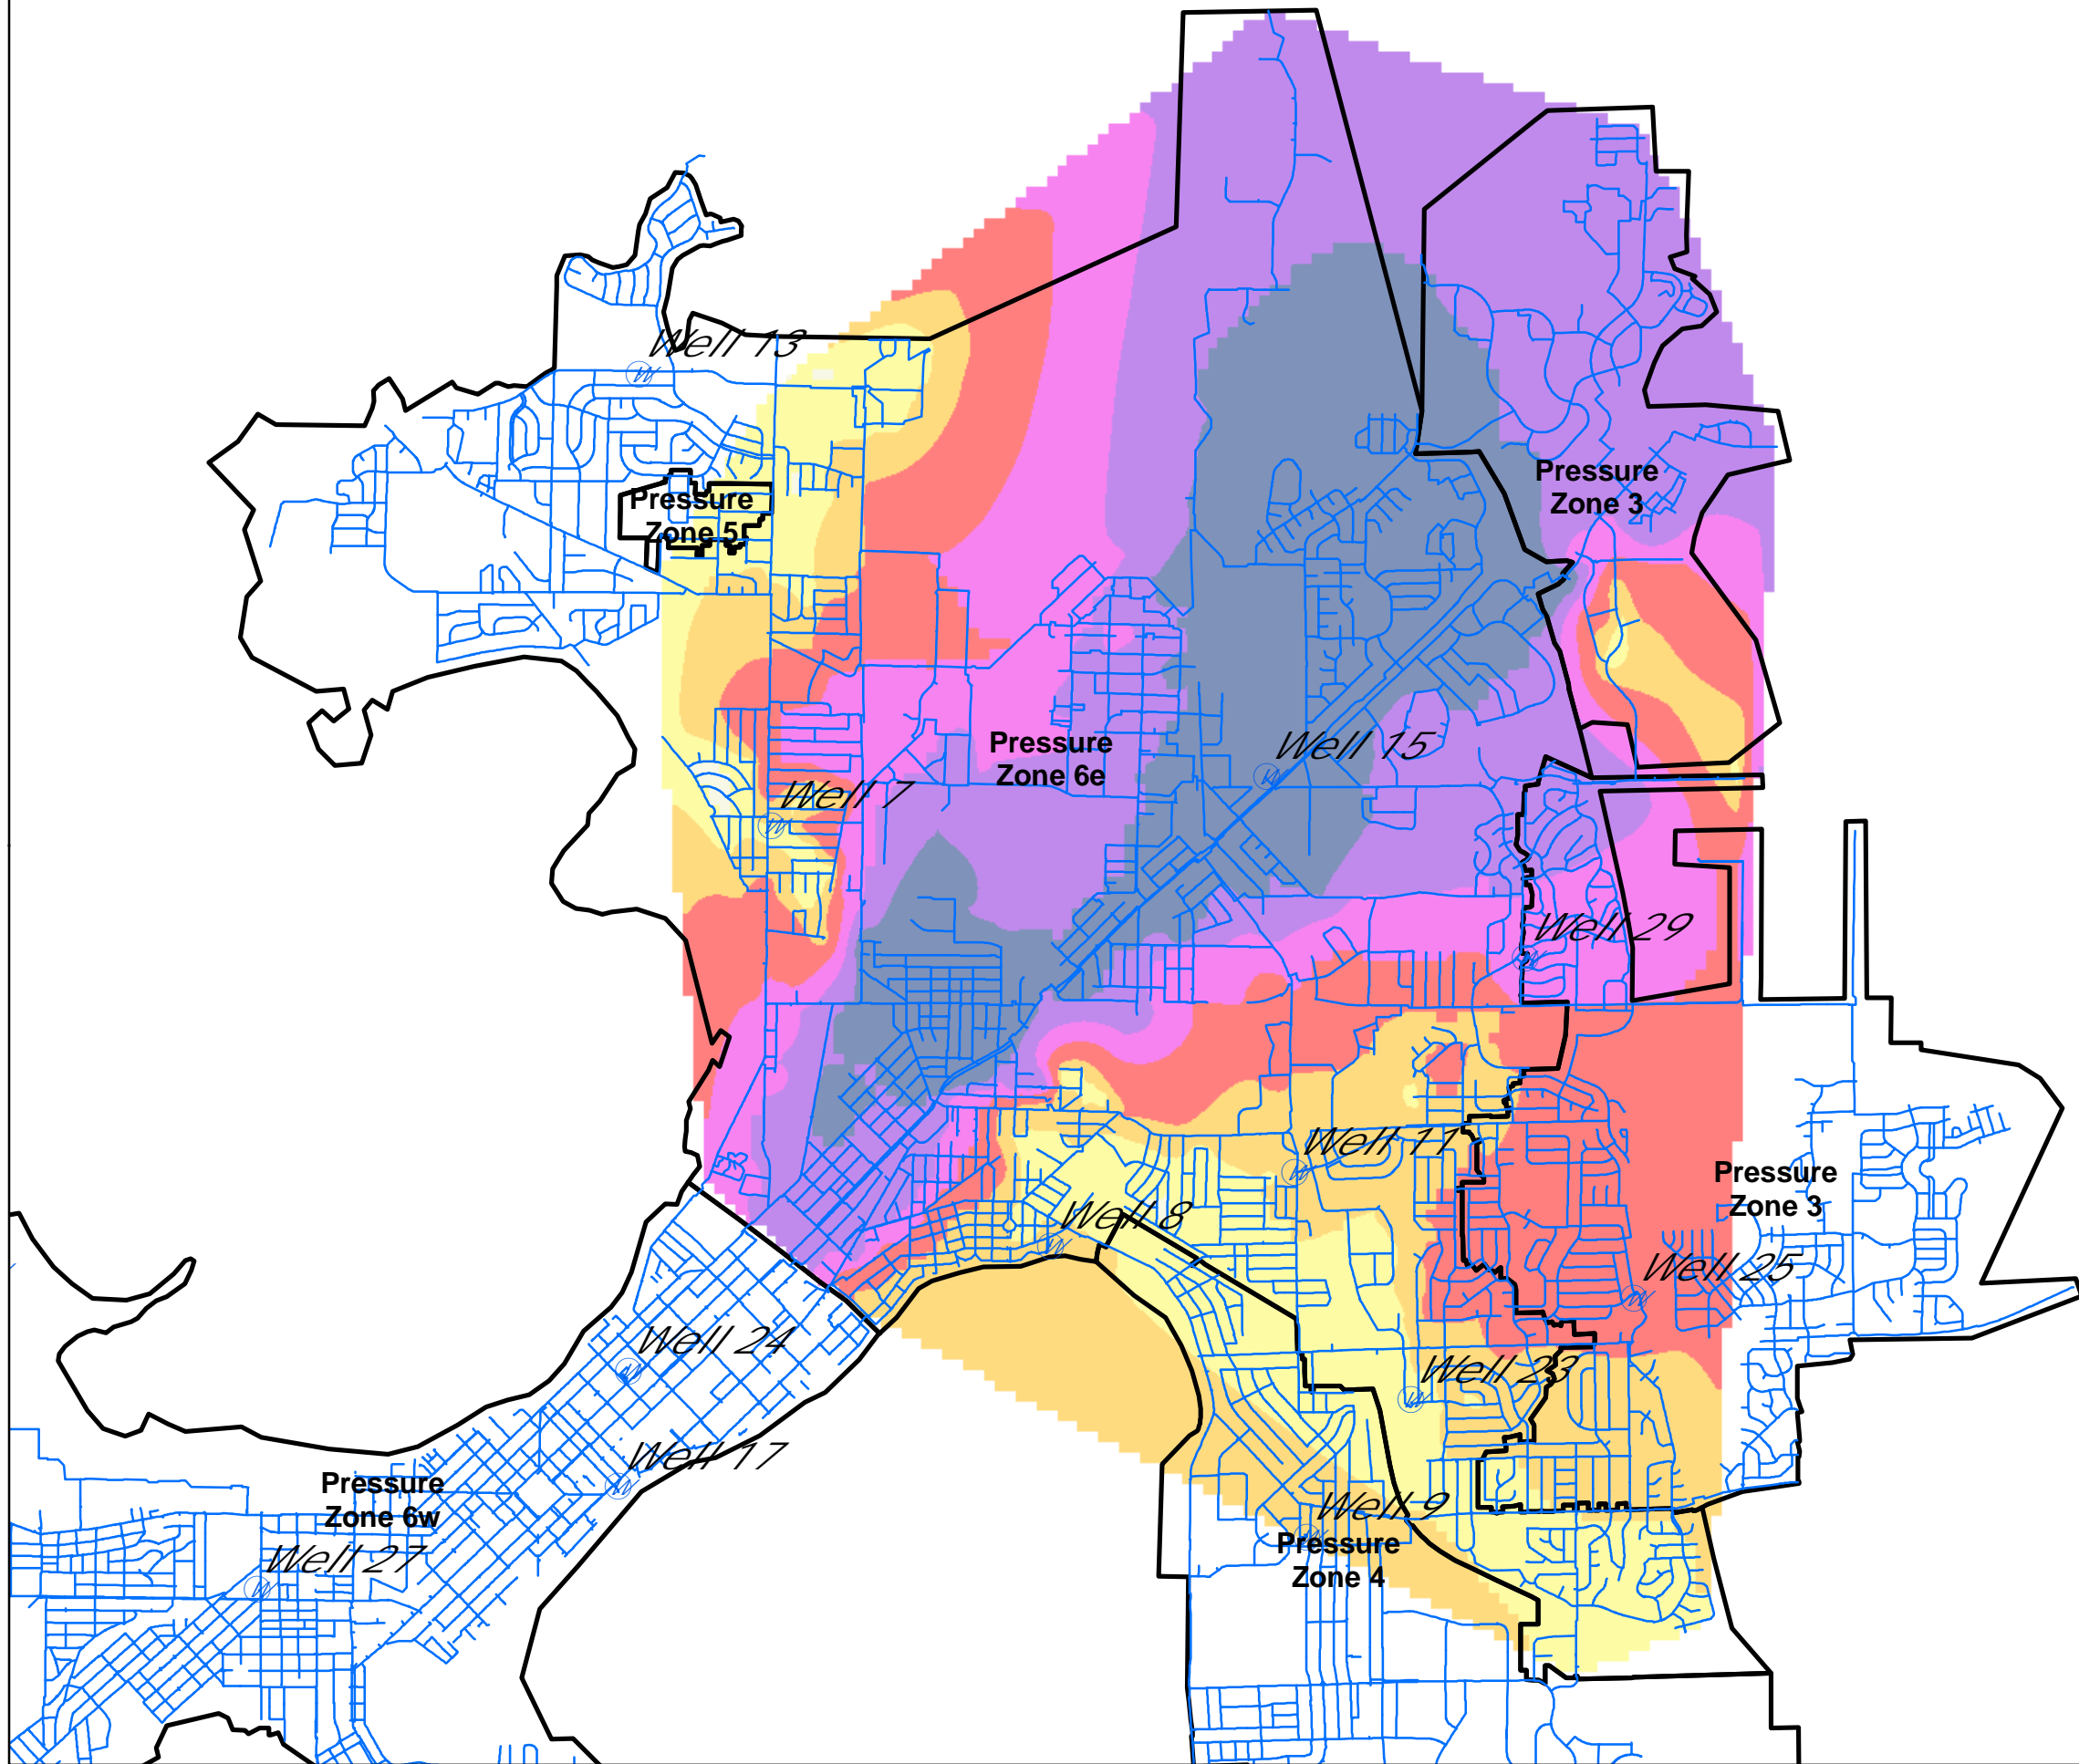 Well 13
Pressure
Zone 3
Pressure
Zone 5
Pressure
Zone 6e
Well 15
Well 7
Well 29
Well 11
Pressure
Zone 3
Well 8
Well 25
Well 24
Well 23
Well 17
Pressure
Zone 6w
Well 9
Pressure
Zone 4
Well 27